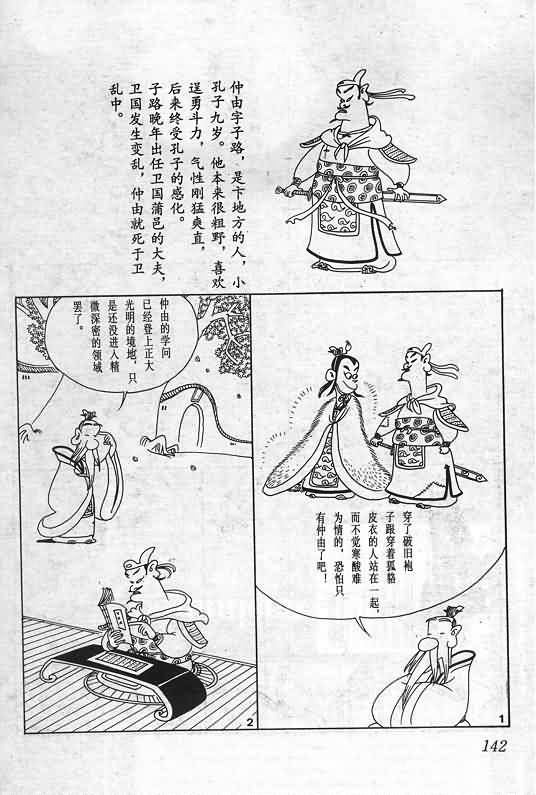 仲由字子路，是卞地方的人，小
孔子九岁。他本来很粗野，喜欢
逞勇斗力，气性刚猛爽直，
后来终受孔子的感化。
子路晚年出任卫国蒲邑的大夫，
卫国发生变乱，仲由就死于卫
乱中。
穿了破旧袍
子跟穿着狐貉
皮衣的人站在一起，
而不觉寒酸难
为情的，恐怕只
有仲由了吧！
1
仲由的学问
已经登上正大
光明的境地，只
是还没进入精
微深密的领域
罢了。
2
142